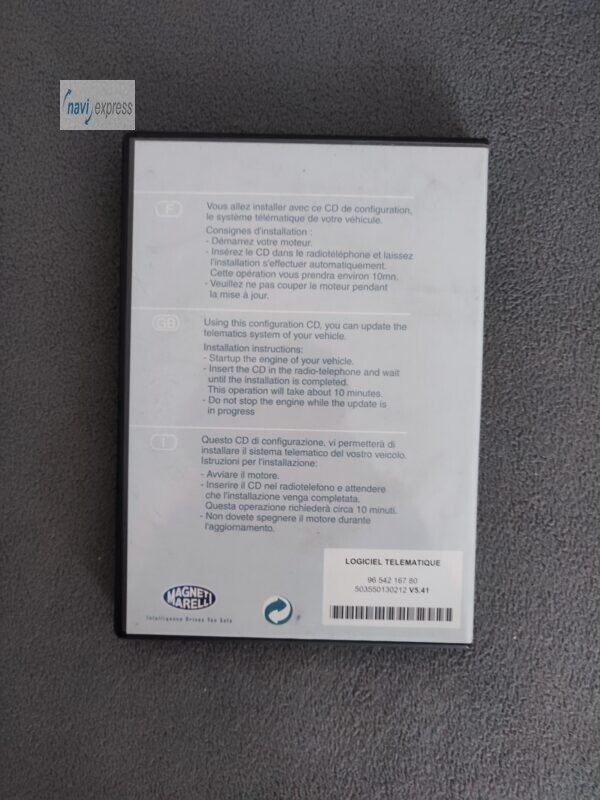 navi express
F
Vous allez installer avec ce CD de configuration,
le système télématique de votre véhicule.
Consignes d'installation :
- Démarrez votre moteur.
- Insérez le CD dans le radiotéléphone et laissez
l'installation s'effectuer automatiquement.
Cette opération vous prendra environ 10mn.
- Veuillez ne pas couper le moteur pendant
la mise à jour.
GB
Using this configuration CD, you can update the
telematics system of your vehicle.
Installation instructions:
- Startup the engine of your vehicle.
- Insert the CD in the radio-telephone and wait
until the installation is completed.
This operation will take about 10 minutes.
- Do not stop the engine while the update is
in progress
I
Questo CD di configurazione, vi permetterà di
installare il sistema telematico del vostro veicolo.
Istruzioni per l'installazione:
- Avviare il motore.
- Inserire il CD nel radiotelefono e attendere
che l'installazione venga completata.
Questa operazione richiederà circa 10 minuti.
- Non dovete spegnere il motore durante
l'aggiornamento.
LOGICIEL TELEMATIQUE
96 542 167 80
503550130212 V5.41
MAGNETI
MARELLI
Intelligence Drives You Safe